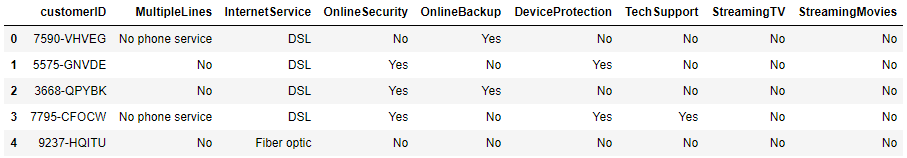 customerID MultipleLines InternetService OnlineSecurity OnlineBackup DeviceProtection TechSupport StreamingTV StreamingMovies
0 7590-VHVEG No phone service DSL No Yes No No No No
1 5575-GNVDE No DSL Yes No Yes No No No
2 3668-QPYBK No DSL Yes Yes No No No No
3 7795-CFOCW No phone service DSL Yes No Yes Yes No No
4 9237-HQITU No Fiber optic No No No No No No